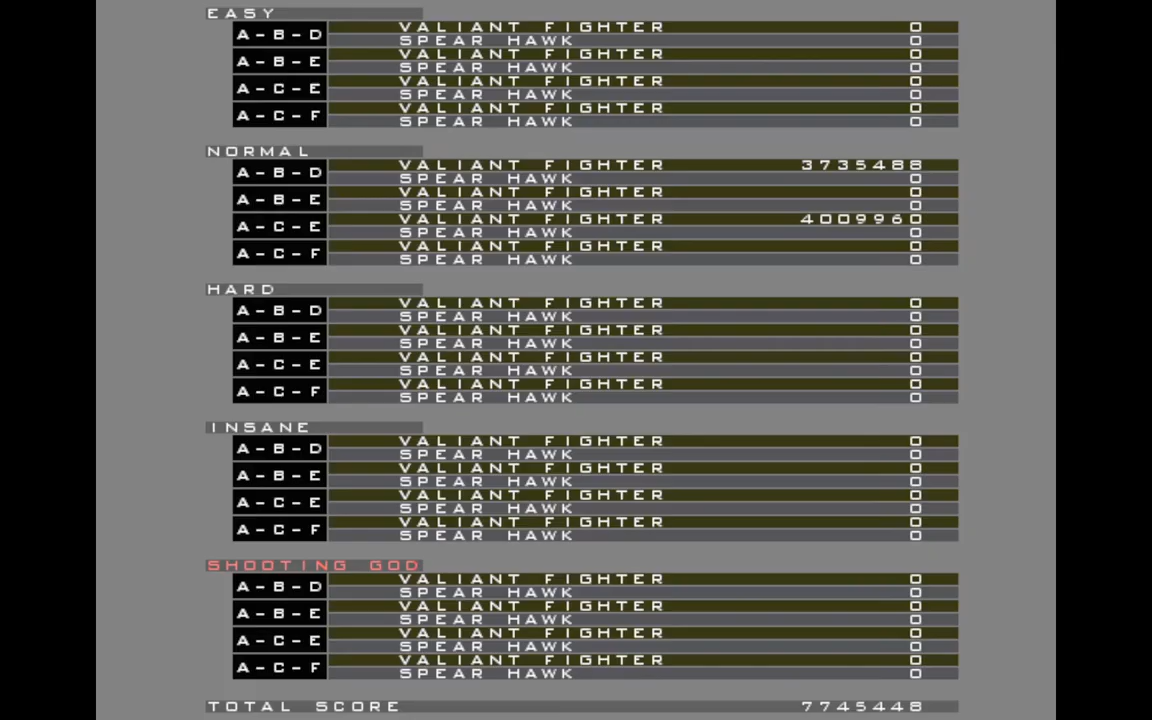 EASY
A-B-D VALIANT FIGHTER 0
SPEAR HAWK 0
A-B-E VALIANT FIGHTER 0
SPEAR HAWK 0
A-C-E VALIANT FIGHTER 0
SPEAR HAWK 0
A-C-F VALIANT FIGHTER 0
SPEAR HAWK 0
NORMAL
A-B-D VALIANT FIGHTER 3735488
SPEAR HAWK 0
A-B-E VALIANT FIGHTER 0
SPEAR HAWK 0
A-C-E VALIANT FIGHTER 4009960
SPEAR HAWK 0
A-C-F VALIANT FIGHTER 0
SPEAR HAWK 0
HARD
A-B-D VALIANT FIGHTER 0
SPEAR HAWK 0
A-B-E VALIANT FIGHTER 0
SPEAR HAWK 0
A-C-E VALIANT FIGHTER 0
SPEAR HAWK 0
A-C-F VALIANT FIGHTER 0
SPEAR HAWK 0
INSANE
A-B-D VALIANT FIGHTER 0
SPEAR HAWK 0
A-B-E VALIANT FIGHTER 0
SPEAR HAWK 0
A-C-E VALIANT FIGHTER 0
SPEAR HAWK 0
A-C-F VALIANT FIGHTER 0
SPEAR HAWK 0
SHOOTING GOD
A-B-D VALIANT FIGHTER 0
SPEAR HAWK 0
A-B-E VALIANT FIGHTER 0
SPEAR HAWK 0
A-C-E VALIANT FIGHTER 0
SPEAR HAWK 0
A-C-F VALIANT FIGHTER 0
SPEAR HAWK 0
TOTAL SCORE 7745448